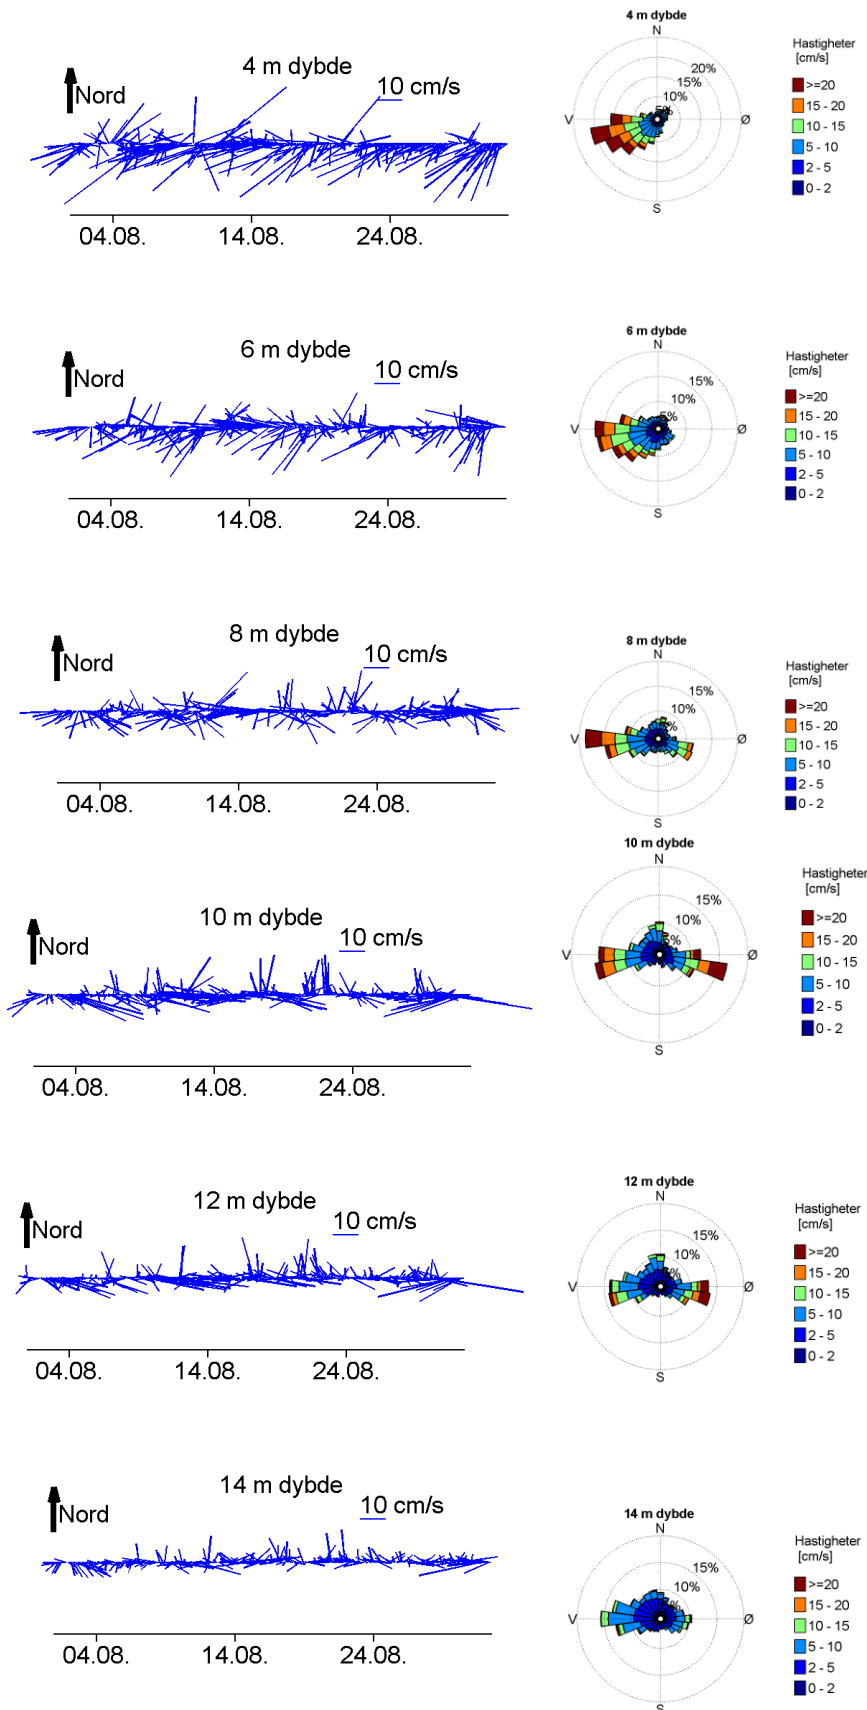 4 m dybde
10 cm/s
Nord
04.08.
14.08.
24.08.
4 m dybde
N
20%
15%
10%
5%
V
Ø
S
Hastigheter
[cm/s]
>=20
15 - 20
10 - 15
5 - 10
2 - 5
0 - 2
6 m dybde
10 cm/s
Nord
04.08.
14.08.
24.08.
6 m dybde
N
15%
10%
5%
V
Ø
S
Hastigheter
[cm/s]
>=20
15 - 20
10 - 15
5 - 10
2 - 5
0 - 2
8 m dybde
10 cm/s
Nord
04.08.
14.08.
24.08.
8 m dybde
N
15%
10%
V
Ø
S
Hastigheter
[cm/s]
>=20
15 - 20
10 - 15
5 - 10
2 - 5
0 - 2
10 m dybde
10 cm/s
Nord
04.08.
14.08.
24.08.
10 m dybde
N
15%
10%
V
Ø
S
Hastigheter
[cm/s]
>=20
15 - 20
10 - 15
5 - 10
2 - 5
0 - 2
12 m dybde
10 cm/s
Nord
04.08.
14.08.
24.08.
12 m dybde
N
15%
10%
V
Ø
S
Hastigheter
[cm/s]
>=20
15 - 20
10 - 15
5 - 10
2 - 5
0 - 2
14 m dybde
10 cm/s
Nord
04.08.
14.08.
24.08.
14 m dybde
N
15%
10%
V
Ø
S
Hastigheter
[cm/s]
>=20
15 - 20
10 - 15
5 - 10
2 - 5
0 - 2